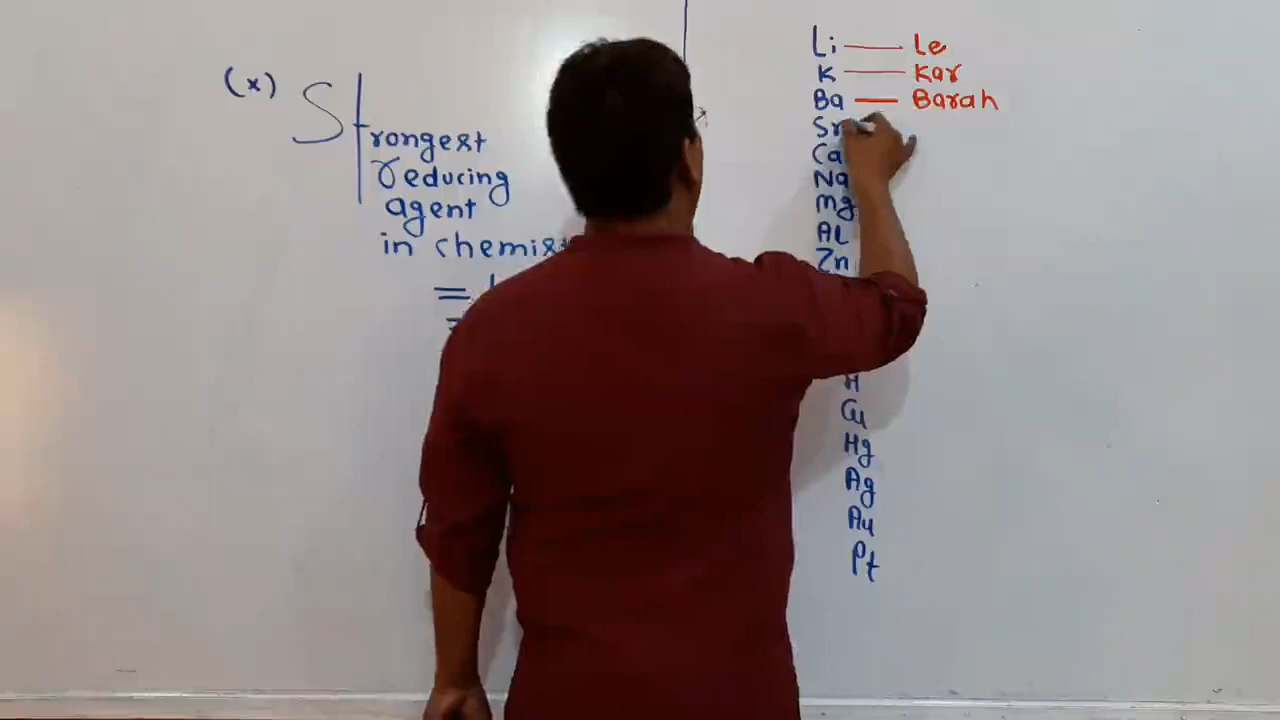 (x) Strongest
reducing
agent
in chemis
=
Li — Le
K — Kar
Ba — Barah
Sr
Ca
Na
Mg
Al
Zn
H
Cu
Hg
Ag
Au
Pt